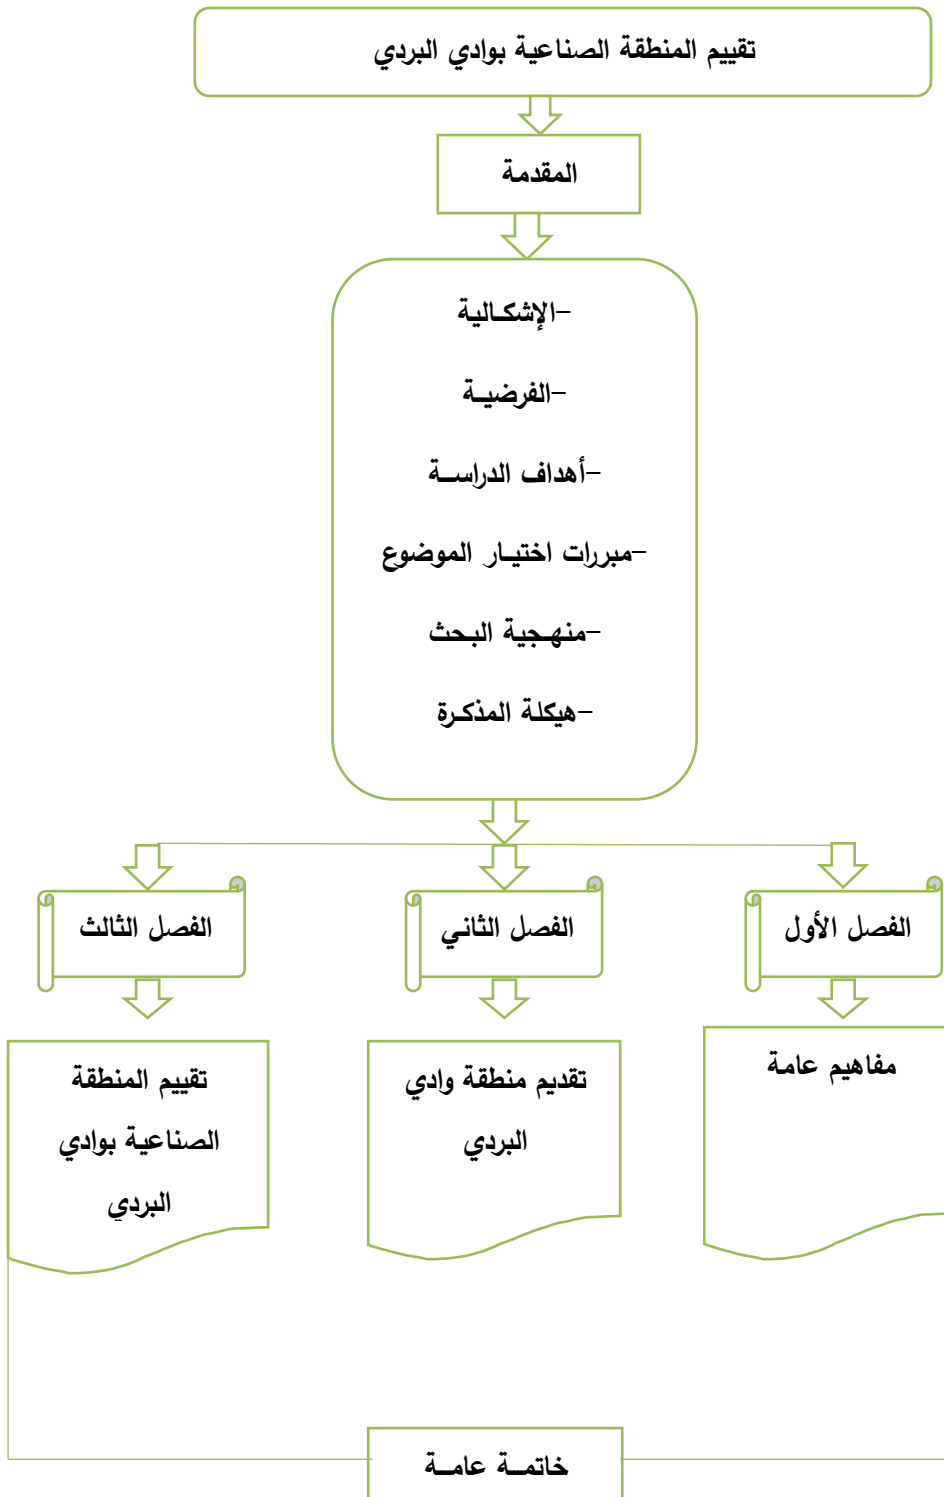 تقييم المنطقة الصناعية بوادي البردي
المقدمة
-الإشكالية
-الفرضية
-أهداف الدراسة
-مبررات اختيار الموضوع
-منهجية البحث
-هيكلة المذكرة
الفصل الأول
الفصل الثاني
الفصل الثالث
مفاهيم عامة
تقديم منطقة وادي
البردي
تقييم المنطقة
الصناعية بوادي
البردي
خاتمة عامة